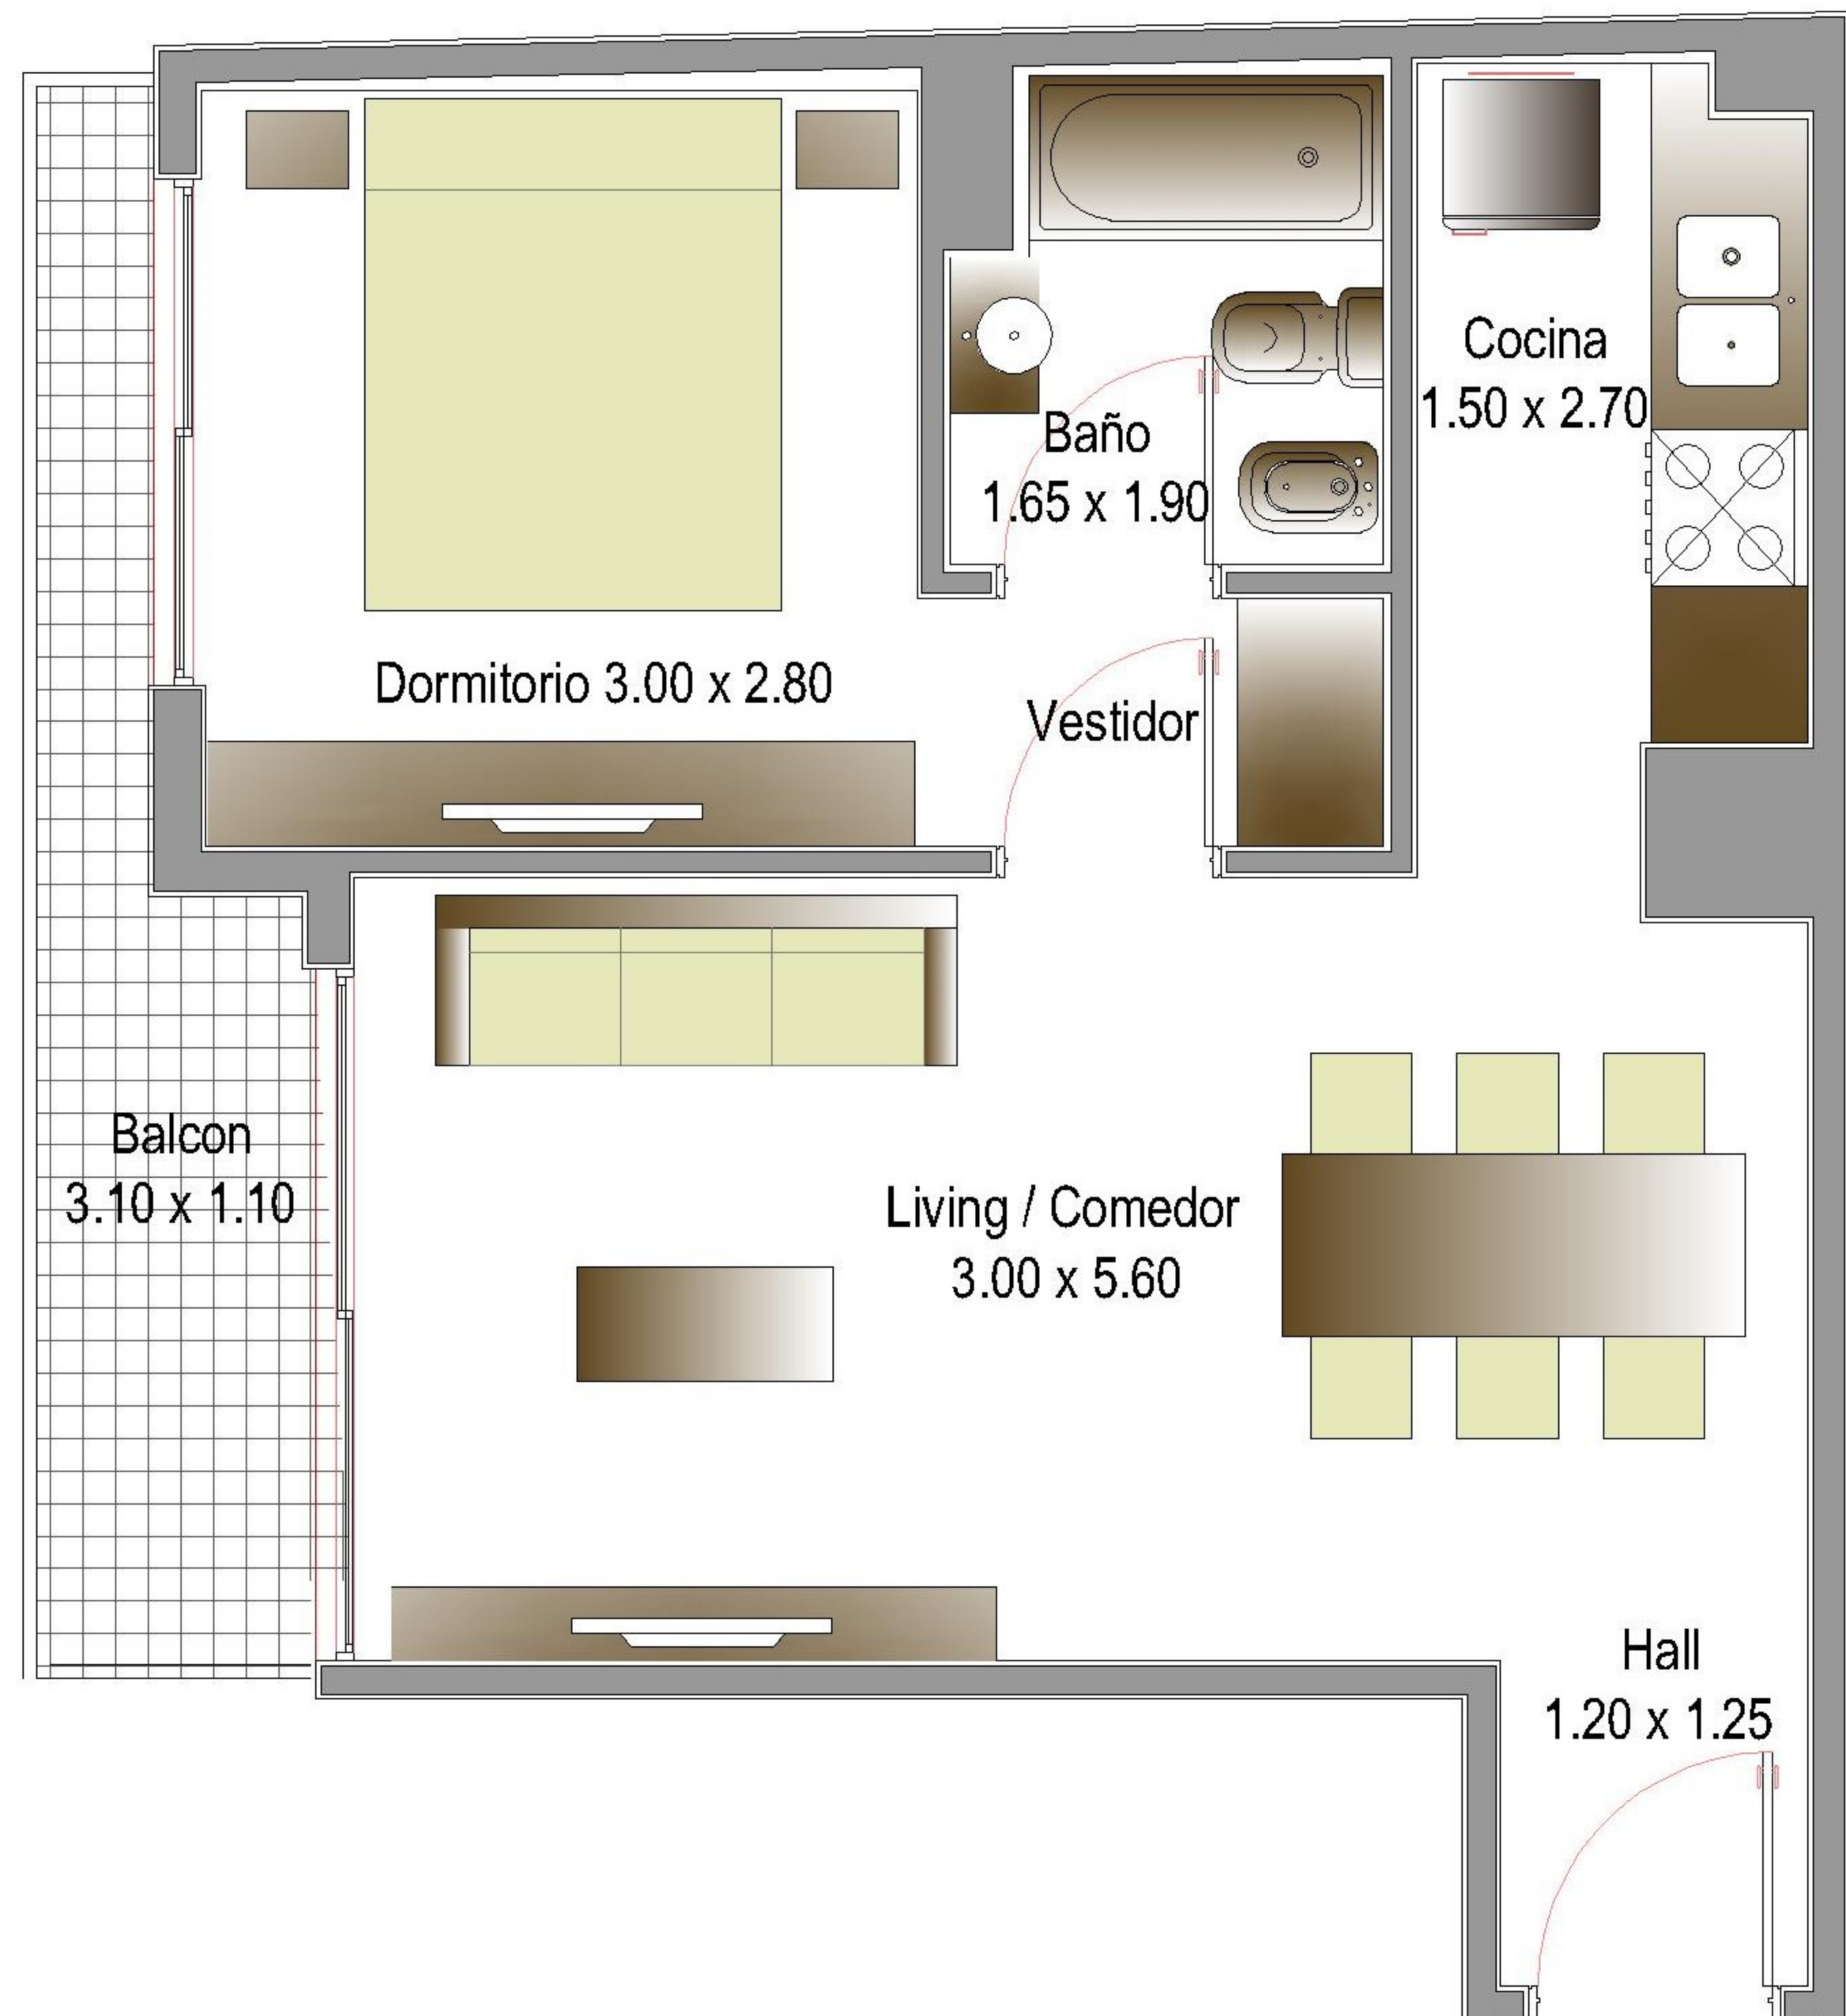 Cocina
1.50 x 2.70
Baño
1.65 x 1.90
Dormitorio 3.00 x 2.80
Vestidor
Balcon
3.10 x 1.10
Living / Comedor
3.00 x 5.60
Hall
1.20 x 1.25